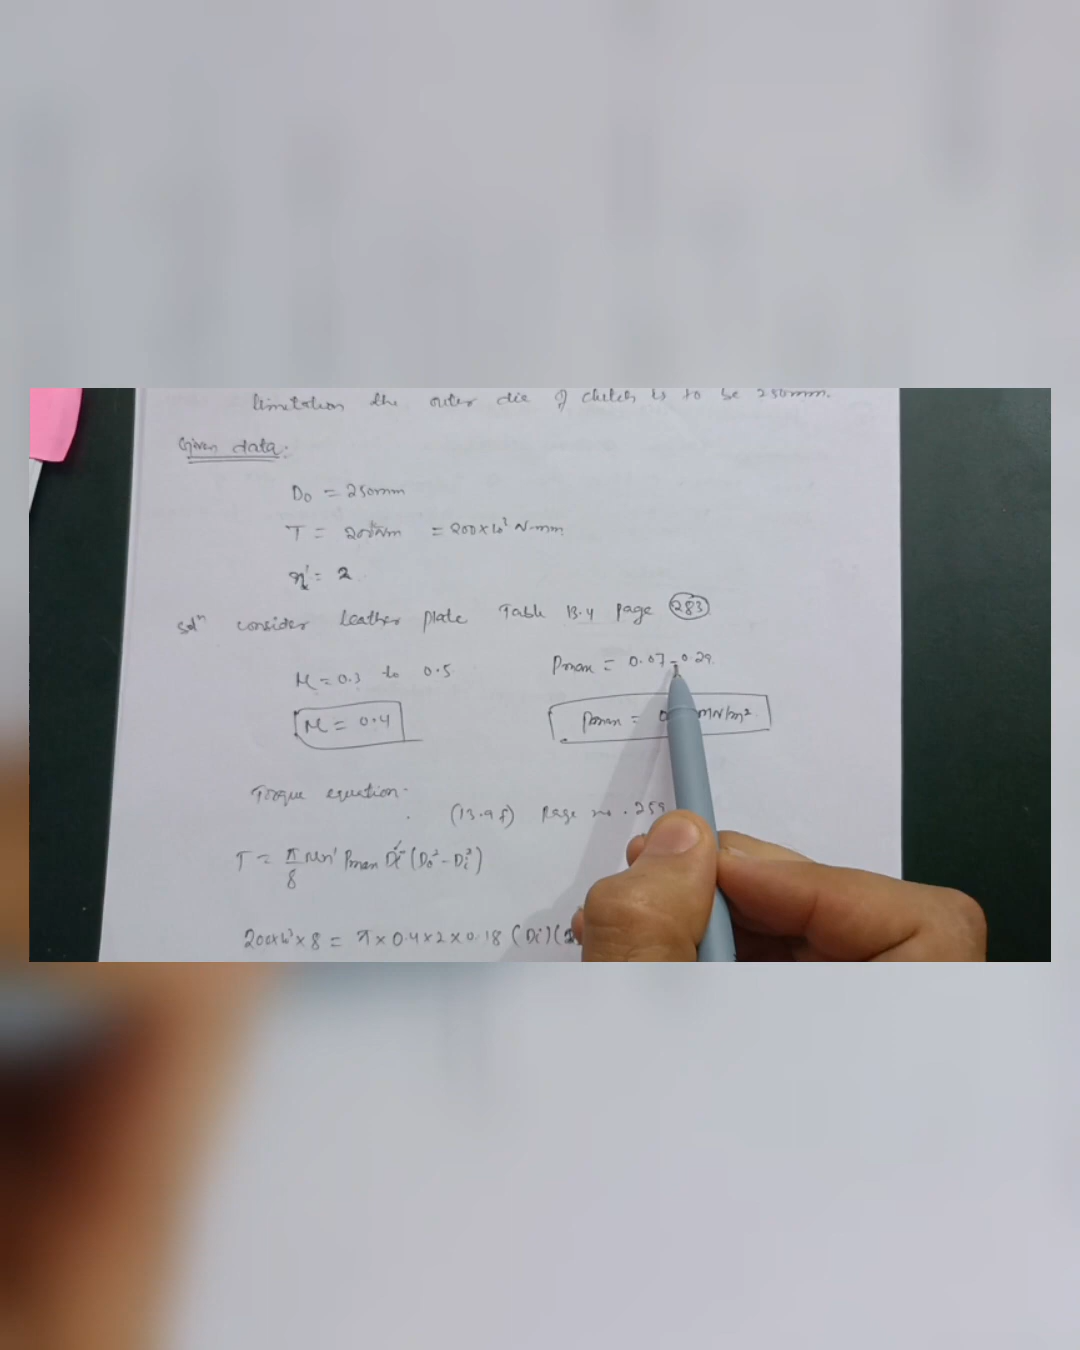 limitation the outer dia of clutch is to be 250mm.
Given data:
Do = 250mm
T = 200Nm = 200×10³ N-mm
n' = 2
Solⁿ consider leather plate Table 13.4 page 283
μ = 0.3 to 0.5 Pmax = 0.07 - 0.29
μ = 0.4 Pmax = MN/m².
Torque equation.
(13.9 ) Page no. 259
T = π/8 μn' Pmax Di (Do² - Di²)
200×10³×8 = π×0.4×2×0.18 (Di)(